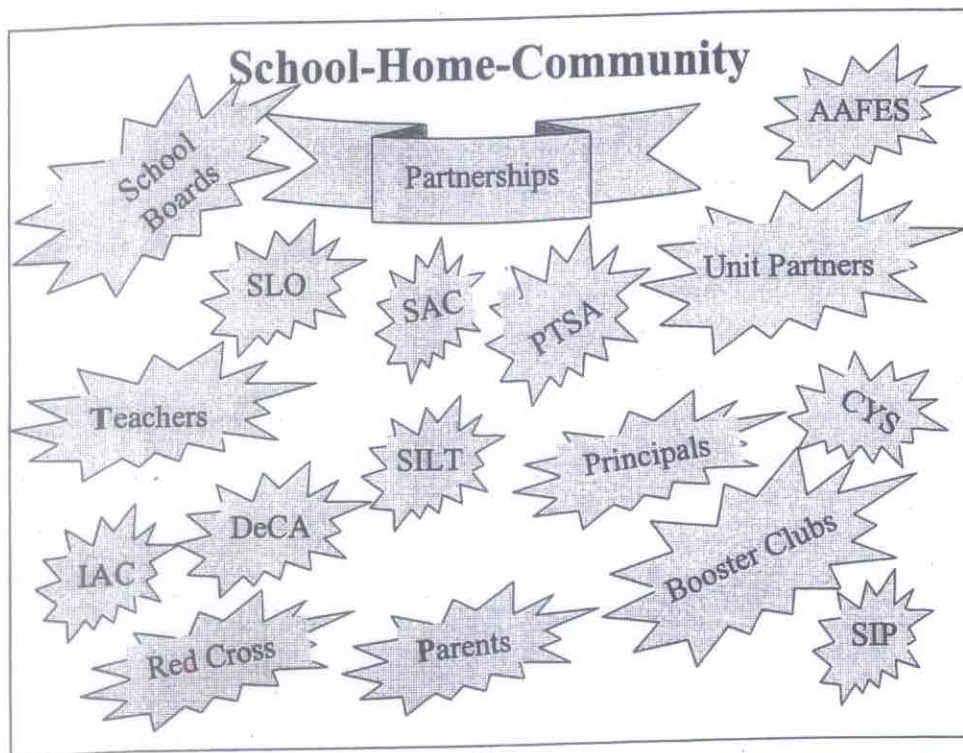 School-Home-Community
AAFES
School
Boards
Partnerships
SLO
SAC
PTSA
Unit Partners
Teachers
SILT
Principals
CYS
IAC
DeCA
Booster Clubs
Red Cross
Parents
SIP